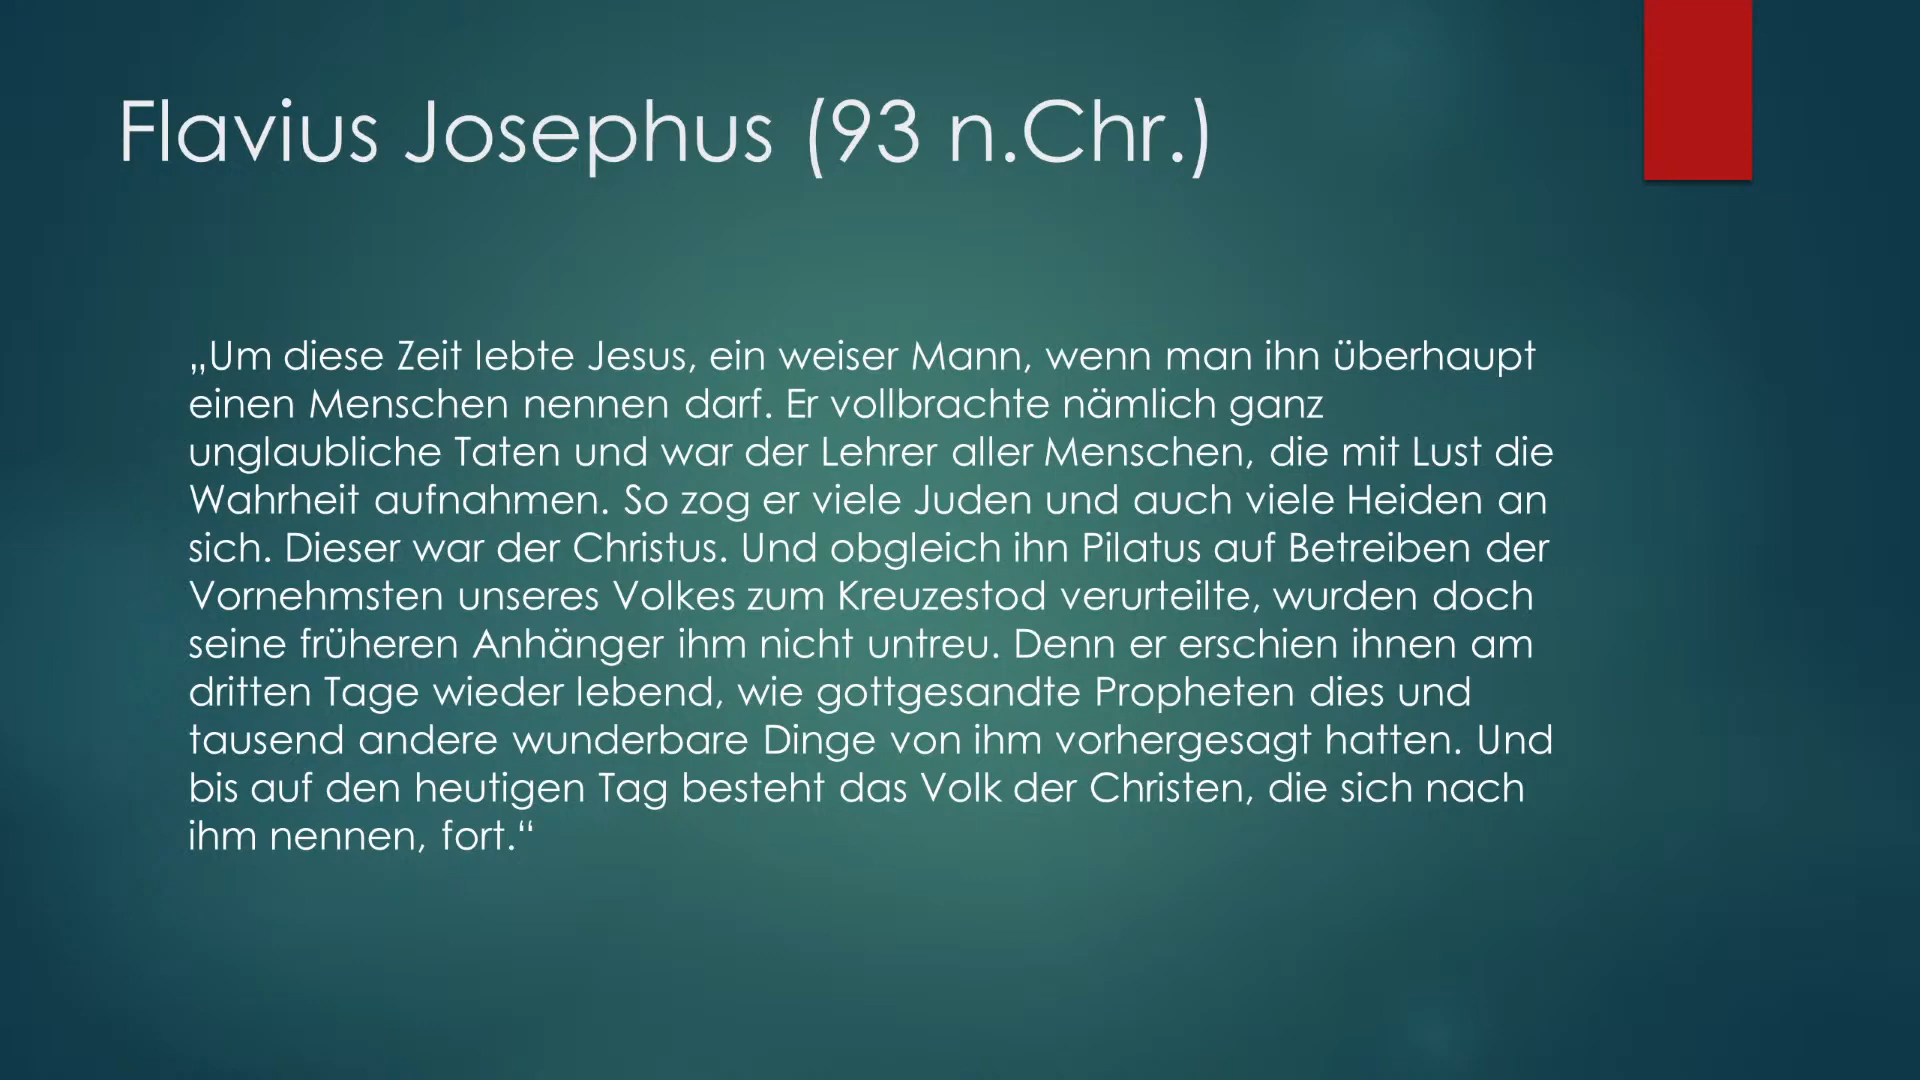 Flavius Josephus (93 n.Chr.)
„Um diese Zeit lebte Jesus, ein weiser Mann, wenn man ihn überhaupt
einen Menschen nennen darf. Er vollbrachte nämlich ganz
unglaubliche Taten und war der Lehrer aller Menschen, die mit Lust die
Wahrheit aufnahmen. So zog er viele Juden und auch viele Heiden an
sich. Dieser war der Christus. Und obgleich ihn Pilatus auf Betreiben der
Vornehmsten unseres Volkes zum Kreuzestod verurteilte, wurden doch
seine früheren Anhänger ihm nicht untreu. Denn er erschien ihnen am
dritten Tage wieder lebend, wie gottgesandte Propheten dies und
tausend andere wunderbare Dinge von ihm vorhergesagt hatten. Und
bis auf den heutigen Tag besteht das Volk der Christen, die sich nach
ihm nennen, fort.“